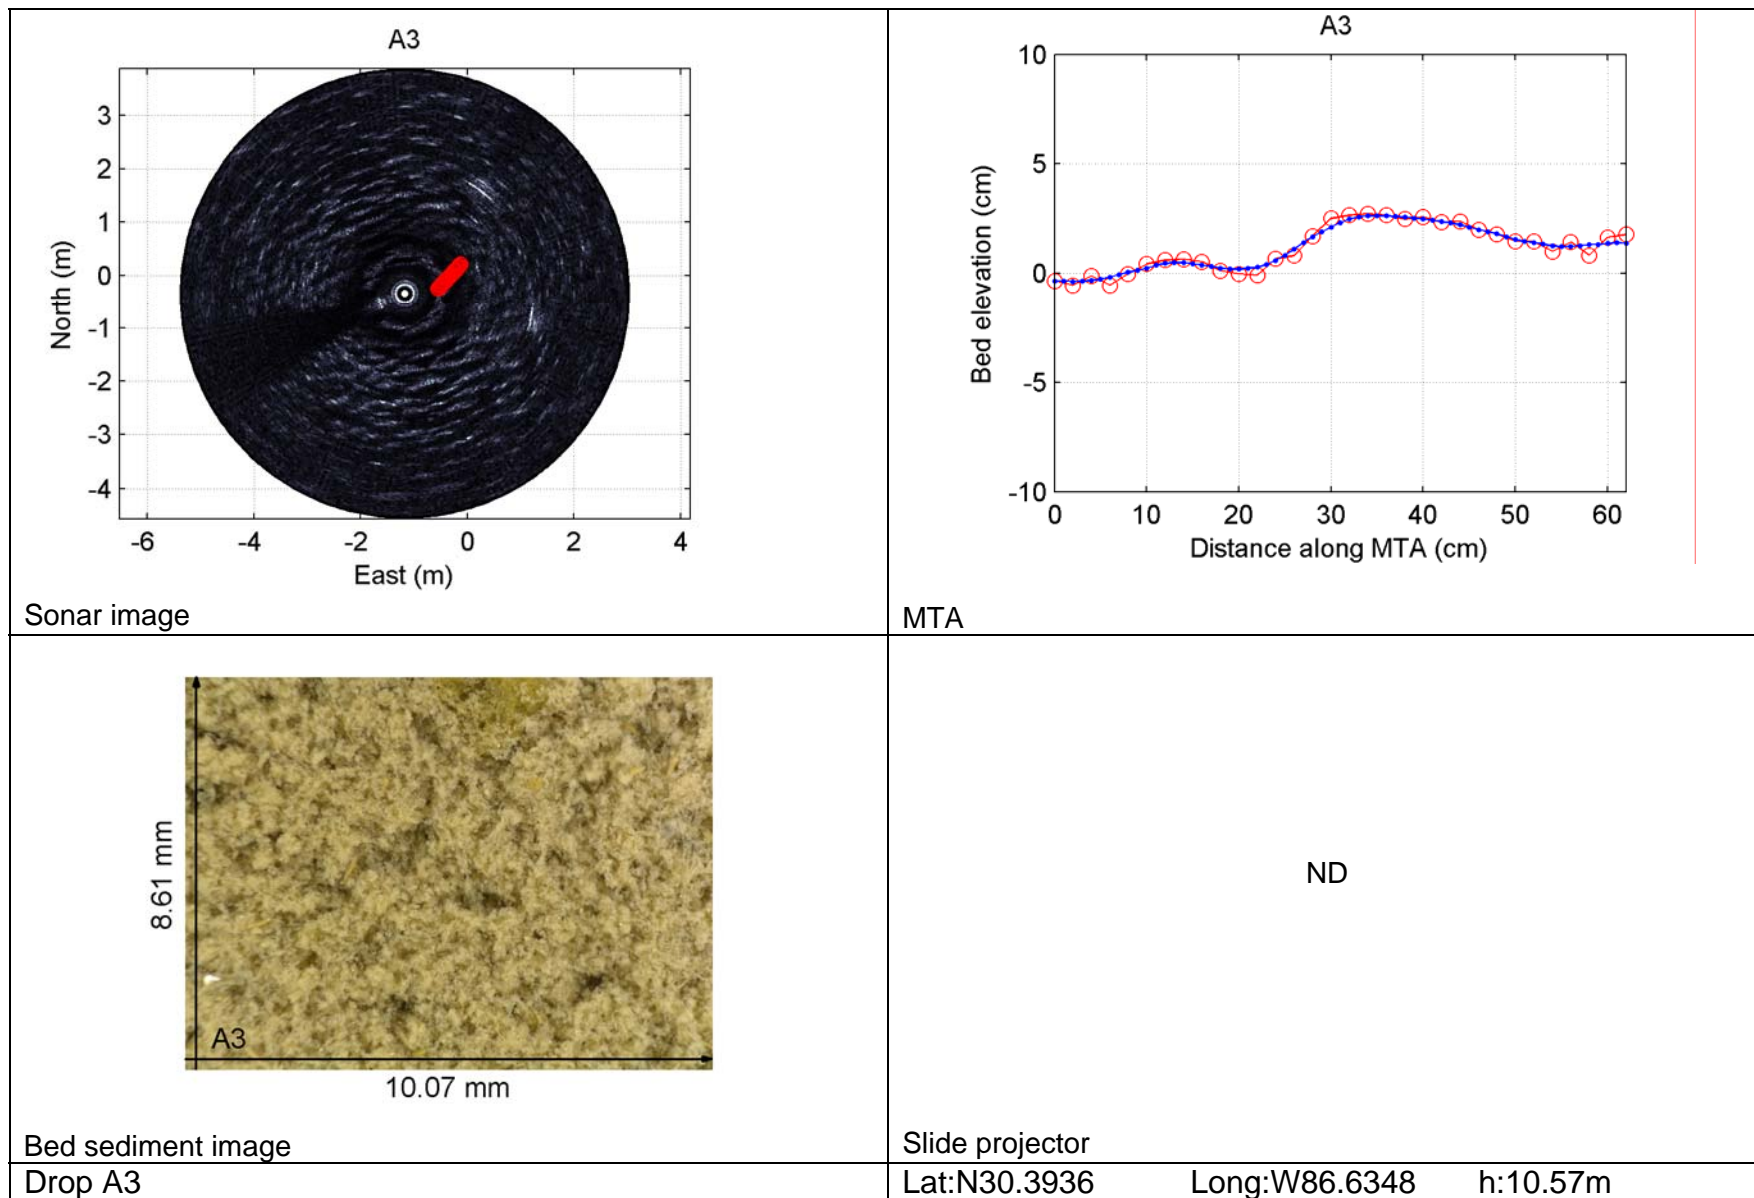 A3
3
2
1
0
-1
-2
-3
-4
North (m)
-6 -4 -2 0 2 4
East (m)
Sonar image
A3
10
5
0
-5
-10
Bed elevation (cm)
0 10 20 30 40 50 60
Distance along MTA (cm)
MTA
8.61 mm
A3
10.07 mm
Bed sediment image
ND
Slide projector
Drop A3
Lat:N30.3936 Long:W86.6348 h:10.57m